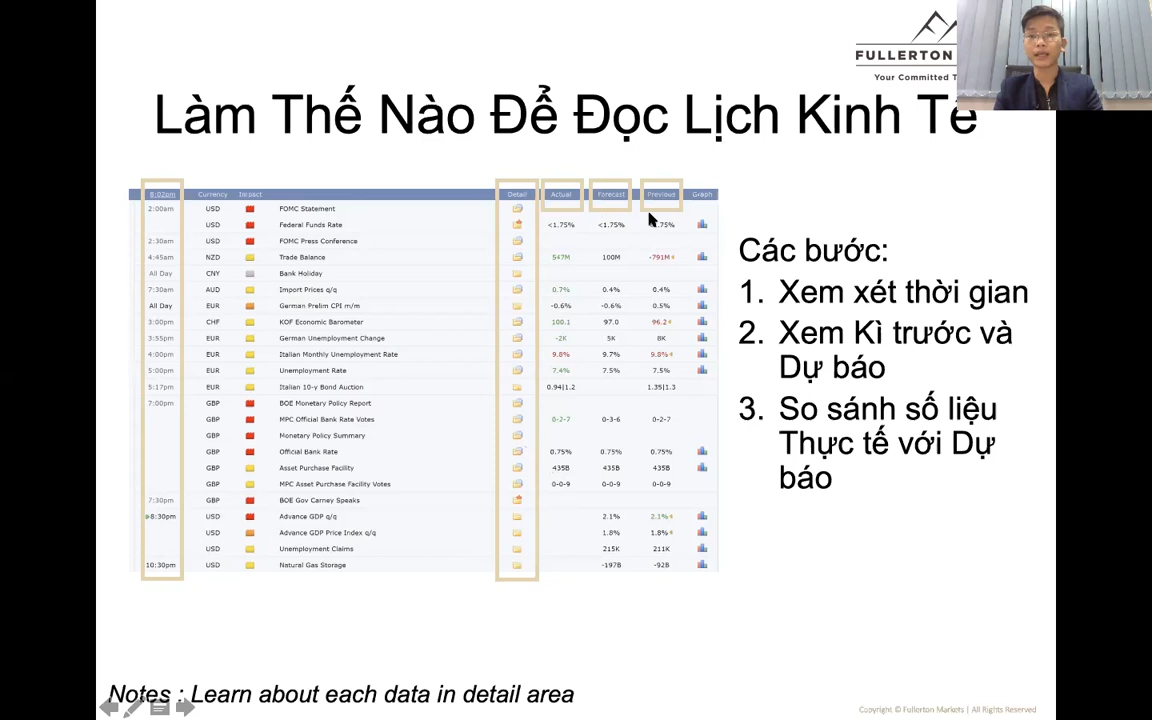 FULLERTON
Your Committed T
Làm Thế Nào Để Đọc Lịch Kinh Tế
8:02pm Currency Impact Detail Actual Forecast Previous Graph
2:00am USD FOMC Statement
USD Federal Funds Rate <1.75% <1.75% .75%
2:30am USD FOMC Press Conference
4:45am NZD Trade Balance 547M 100M -791M
All Day CNY Bank Holiday
7:30am AUD Import Prices q/q 0.7% 0.4% 0.4%
All Day EUR German Prelim CPI m/m -0.6% -0.6% 0.5%
3:00pm CHF KOF Economic Barometer 100.1 97.0 96.2
3:55pm EUR German Unemployment Change -2K 5K 8K
4:00pm EUR Italian Monthly Unemployment Rate 9.8% 9.7% 9.8%
5:00pm EUR Unemployment Rate 7.4% 7.5% 7.5%
5:17pm EUR Italian 10-y Bond Auction 0.94|1.2 1.35|1.3
7:00pm GBP BOE Monetary Policy Report
GBP MPC Official Bank Rate Votes 0-2-7 0-3-6 0-2-7
GBP Monetary Policy Summary
GBP Official Bank Rate 0.75% 0.75% 0.75%
GBP Asset Purchase Facility 435B 435B 435B
GBP MPC Asset Purchase Facility Votes 0-0-9 0-0-9 0-0-9
7:30pm GBP BOE Gov Carney Speaks
8:30pm USD Advance GDP q/q 2.1% 2.1%
USD Advance GDP Price Index q/q 1.8% 1.8%
USD Unemployment Claims 215K 211K
10:30pm USD Natural Gas Storage -197B -92B
Các bước:
1. Xem xét thời gian
2. Xem Kì trước và
Dự báo
3. So sánh số liệu
Thực tế với Dự
báo
Notes : Learn about each data in detail area
Copyright © Fullerton Markets | All Rights Reserved